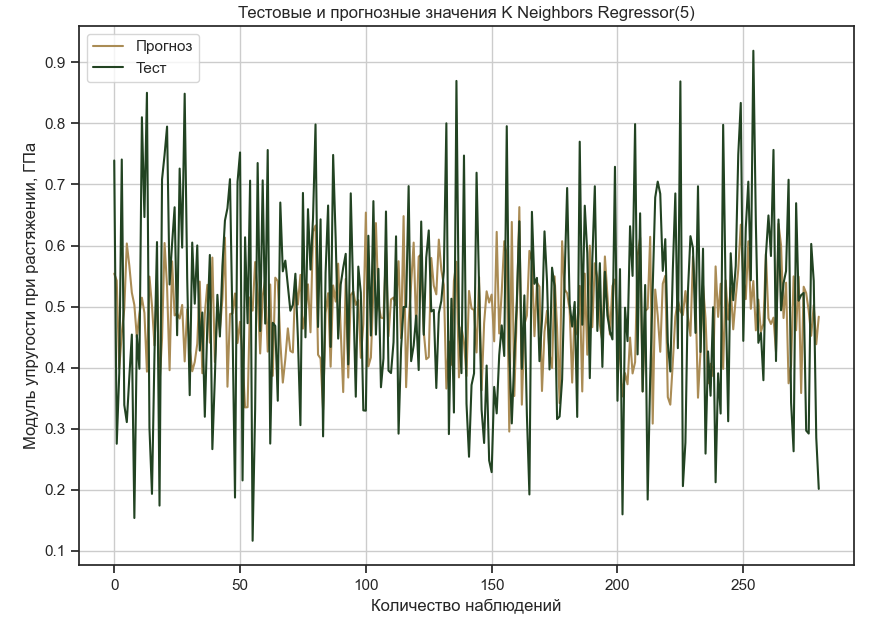 Тестовые и прогнозные значения K Neighbors Regressor(5)
Прогноз
Тест
Модуль упругости при растяжении, ГПа
0.9
0.8
0.7
0.6
0.5
0.4
0.3
0.2
0.1
0 50 100 150 200 250
Количество наблюдений